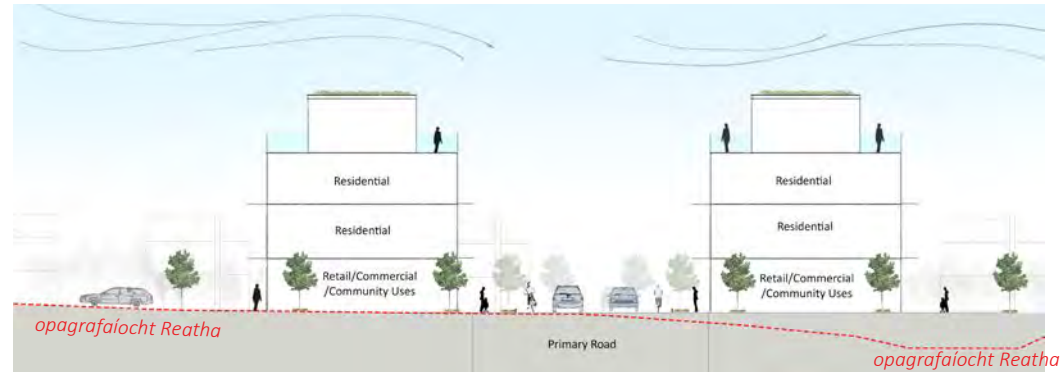 Residential
Residential
Residential
Residential
Retail/Commercial
/Community Uses
Retail/Commercial
/Community Uses
opagrafaíocht Reatha
Primary Road
opagrafaíocht Reatha